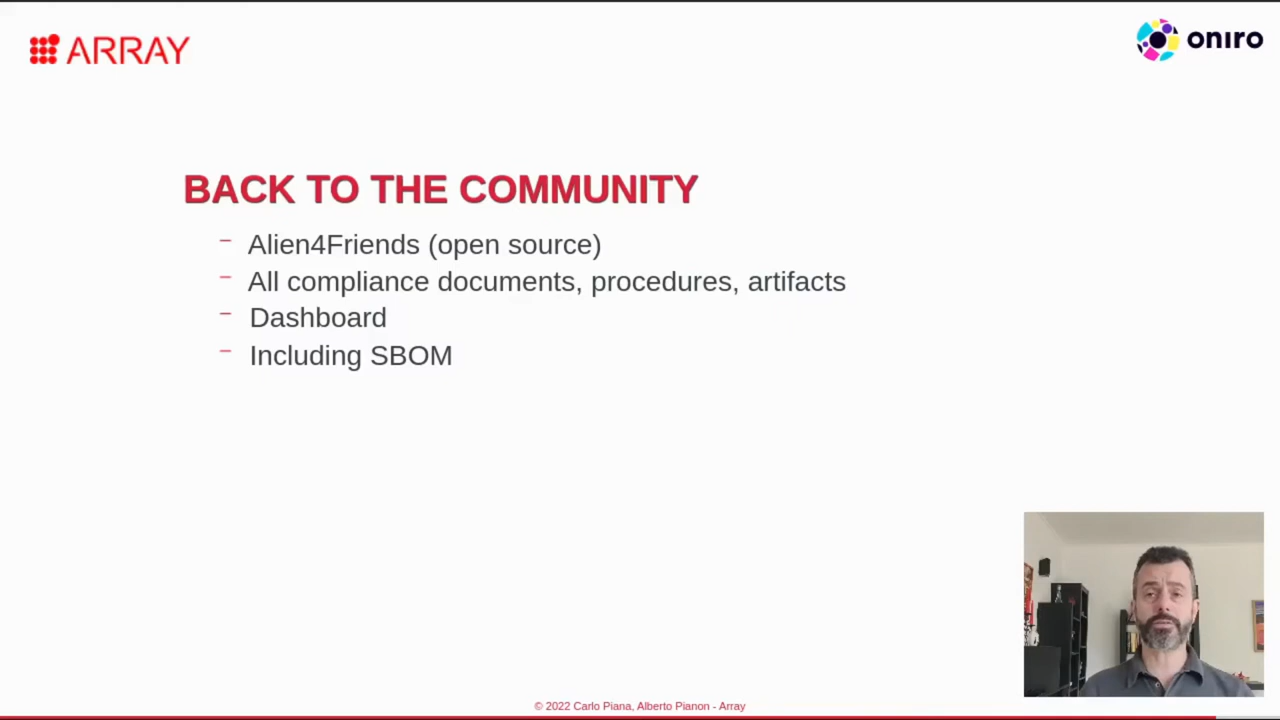 ARRAY
oniro
BACK TO THE COMMUNITY
– Alien4Friends (open source)
– All compliance documents, procedures, artifacts
– Dashboard
– Including SBOM
© 2022 Carlo Piana, Alberto Pianon - Array